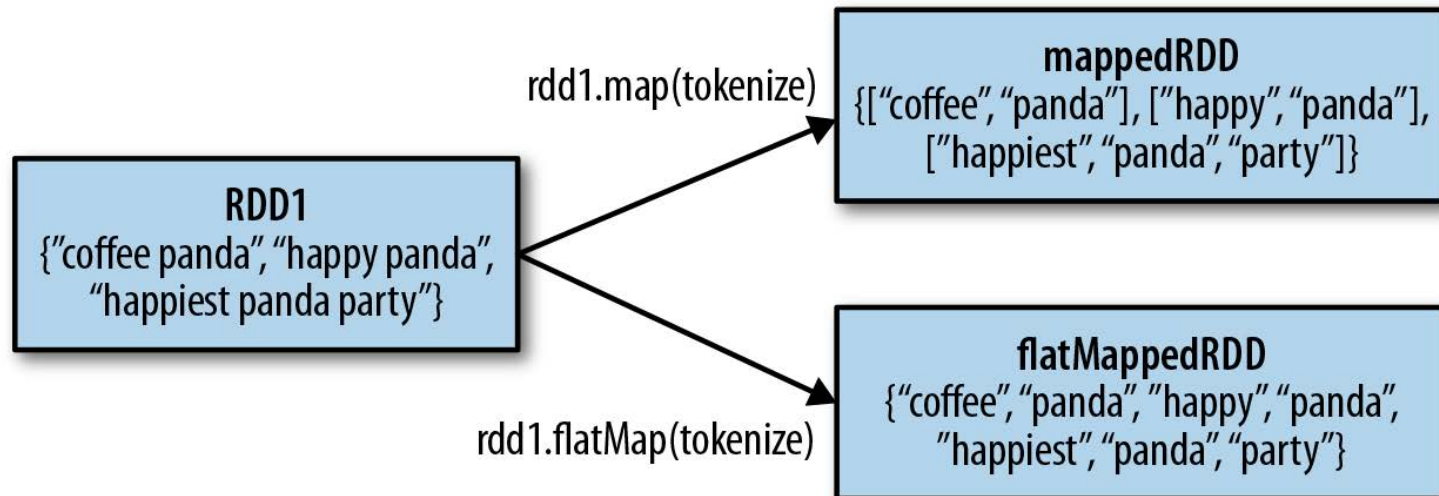 rdd1.map(tokenize)
mappedRDD
{[“coffee”, “panda”], [”happy”, “panda”],
[”happiest”, “panda”, “party”]}
RDD1
{”coffee panda”, “happy panda”,
“happiest panda party”}
rdd1.flatMap(tokenize)
flatMappedRDD
{“coffee”, “panda”, ”happy”, “panda”,
”happiest”, “panda”, “party”}